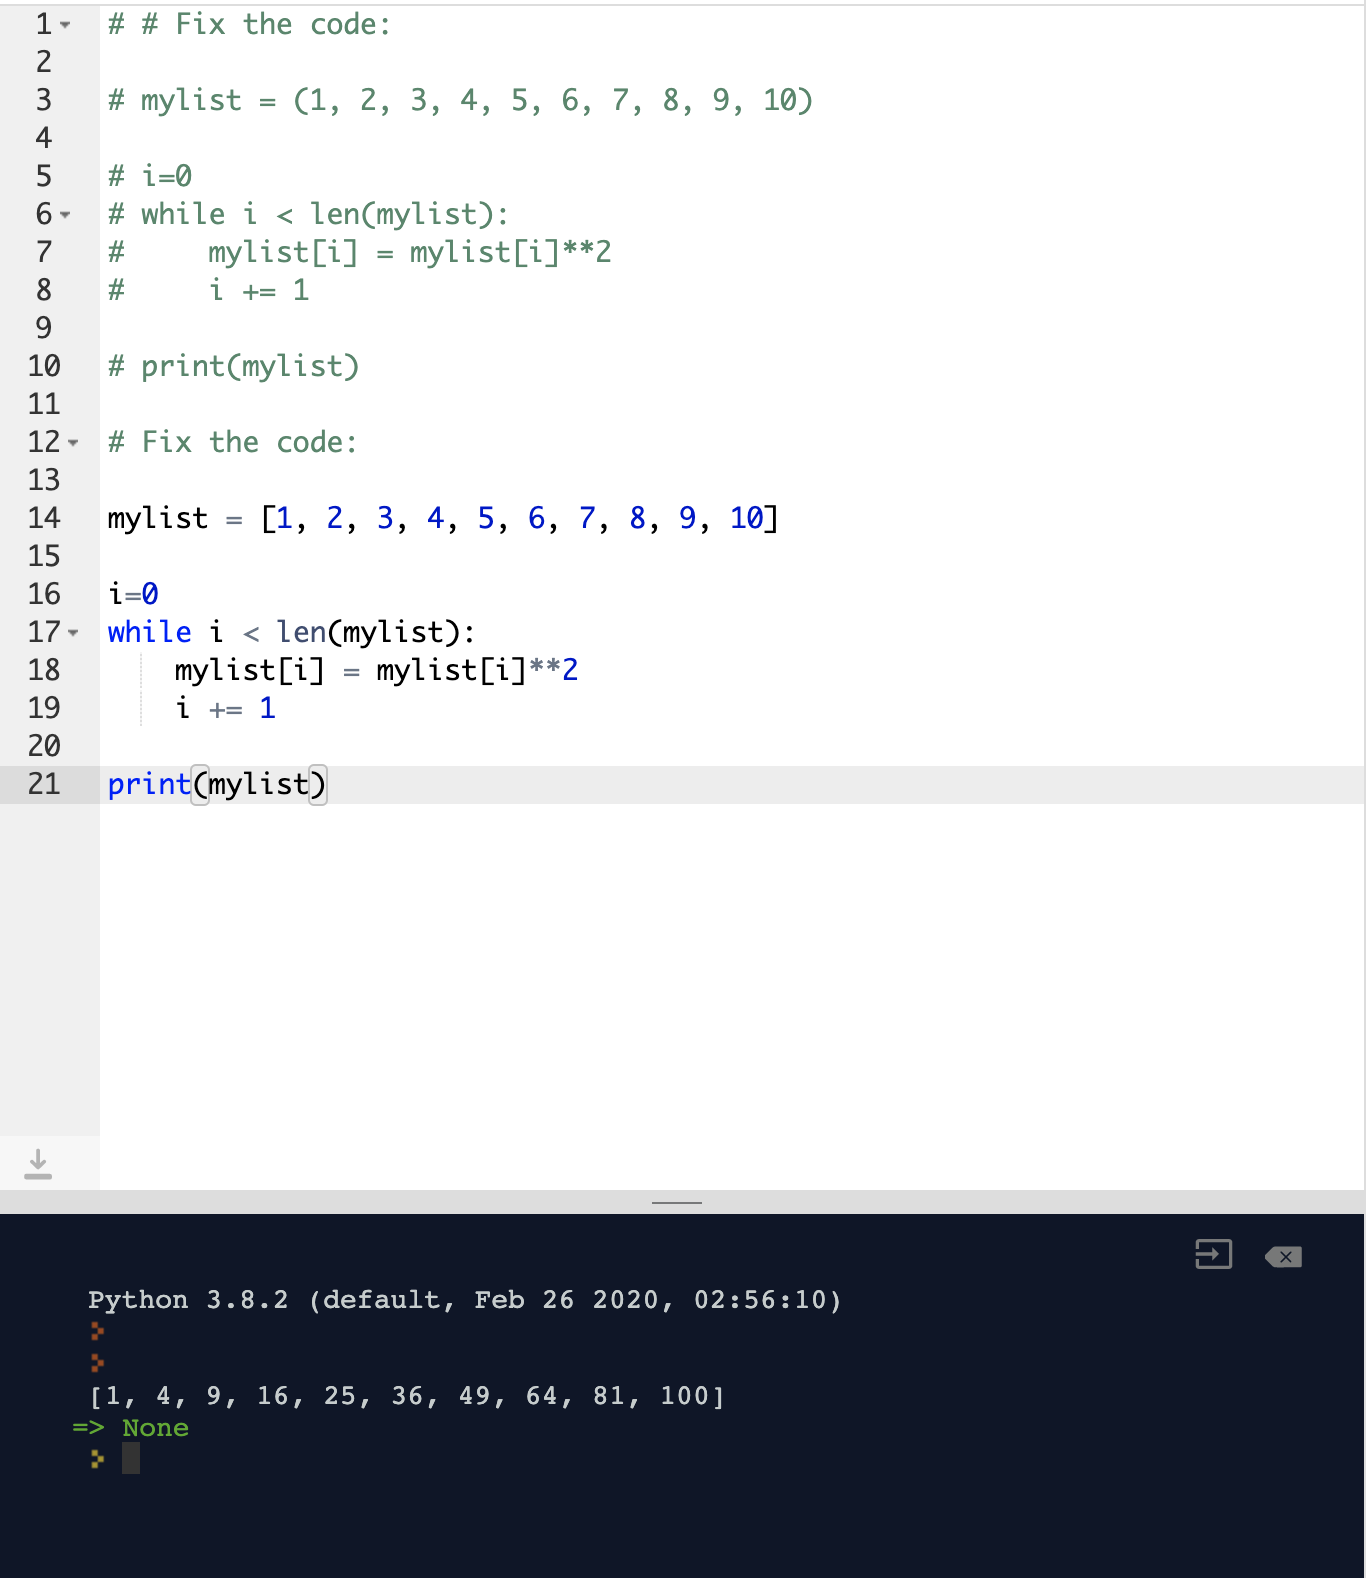 1 # # Fix the code:
2
3 # mylist = (1, 2, 3, 4, 5, 6, 7, 8, 9, 10)
4
5 # i=0
6 # while i < len(mylist):
7 #     mylist[i] = mylist[i]**2
8 #     i += 1
9
10 # print(mylist)
11
12 # Fix the code:
13
14 mylist = [1, 2, 3, 4, 5, 6, 7, 8, 9, 10]
15
16 i=0
17 while i < len(mylist):
18     mylist[i] = mylist[i]**2
19     i += 1
20
21 print(mylist)
Python 3.8.2 (default, Feb 26 2020, 02:56:10)
[1, 4, 9, 16, 25, 36, 49, 64, 81, 100]
=> None